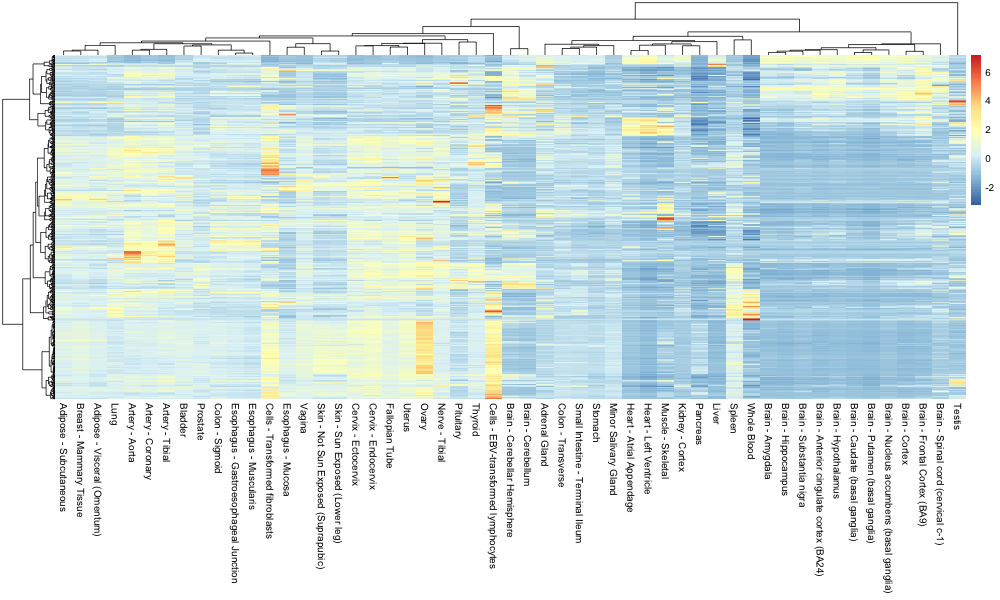 6
4
2
0
-2
Adipose - Subcutaneous
Breast - Mammary Tissue
Adipose - Visceral (Omentum)
Lung
Artery - Aorta
Artery - Coronary
Artery - Tibial
Bladder
Prostate
Colon - Sigmoid
Esophagus - Gastroesophageal Junction
Esophagus - Muscularis
Cells - Transformed fibroblasts
Esophagus - Mucosa
Vagina
Skin - Not Sun Exposed (Suprapubic)
Skin - Sun Exposed (Lower leg)
Cervix - Ectocervix
Cervix - Endocervix
Fallopian Tube
Uterus
Ovary
Nerve - Tibial
Pituitary
Thyroid
Cells - EBV-transformed lymphocytes
Brain - Cerebellar Hemisphere
Brain - Cerebellum
Adrenal Gland
Colon - Transverse
Small Intestine - Terminal Ileum
Stomach
Minor Salivary Gland
Heart - Atrial Appendage
Heart - Left Ventricle
Muscle - Skeletal
Kidney - Cortex
Pancreas
Liver
Spleen
Whole Blood
Brain - Amygdala
Brain - Hippocampus
Brain - Substantia nigra
Brain - Anterior cingulate cortex (BA24)
Brain - Hypothalamus
Brain - Caudate (basal ganglia)
Brain - Putamen (basal ganglia)
Brain - Nucleus accumbens (basal ganglia)
Brain - Cortex
Brain - Frontal Cortex (BA9)
Brain - Spinal cord (cervical c-1)
Testis